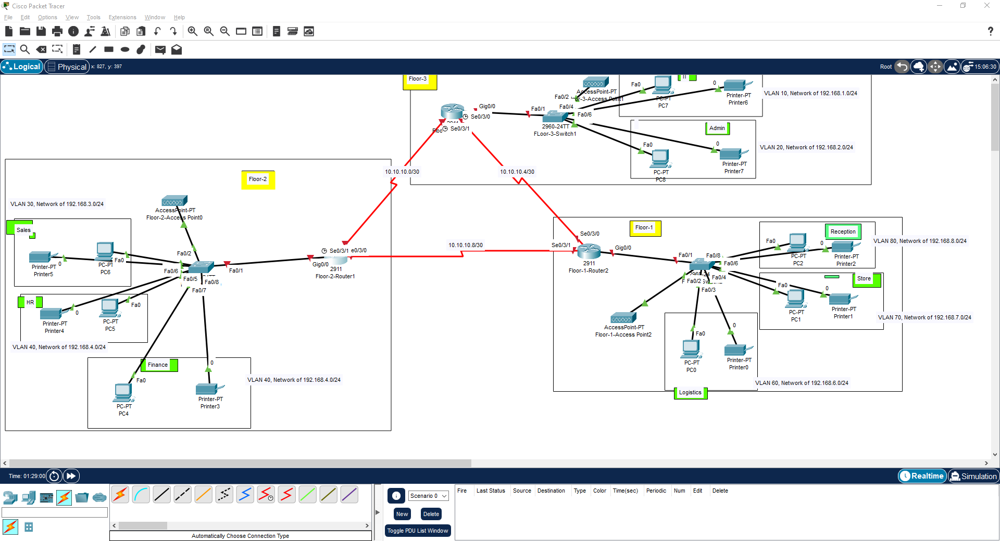 Cisco Packet Tracer
File Edit Options View Tools Extensions Window Help
Logical Physical x: 827, y: 397 Root 15:06:30
Floor-3
AccessPoint-PT
Fa0/2
Fa0
PC-PT
PC7
0
Printer-PT
Printer6
VLAN 10, Network of 192.168.1.0/24
Gig0/0
Se0/3/0
Se0/3/1
Fa0/1
Fa0/4
Fa0/6
2960-24TT
FLoor-3-Switch1
Admin
Fa0
PC-PT
PC8
0
Printer-PT
Printer7
VLAN 20, Network of 192.168.2.0/24
10.10.10.0/30
10.10.10.4/30
Floor-2
VLAN 30, Network of 192.168.3.0/24
AccessPoint-PT
Floor-2-Access Point0
Sales
Printer-PT
Printer5
0
PC-PT
PC6
Fa0
Fa0/2
Fa0/6
Fa0/5
Fa0/8
Fa0/7
Fa0/1
Se0/3/1
e0/3/0
Gig0/0
2911
Floor-2-Router1
HR
Printer-PT
Printer4
0
PC-PT
PC5
Fa0
VLAN 40, Network of 192.168.4.0/24
Finance
Fa0
PC-PT
PC4
0
Printer-PT
Printer3
VLAN 40, Network of 192.168.4.0/24
10.10.10.8/30
Floor-1
Se0/3/0
Se0/3/1
Gig0/0
2911
Floor-1-Router2
Fa0/1
Fa0/8
Fa0/6
Fa0/4
Fa0/2
Fa0/3
Reception
Fa0
PC-PT
PC2
0
Printer-PT
Printer2
VLAN 80, Network of 192.168.8.0/24
Store
Fa0
PC-PT
PC1
0
Printer-PT
Printer1
VLAN 70, Network of 192.168.7.0/24
AccessPoint-PT
Floor-1-Access Point2
Fa0
PC-PT
PC0
0
Printer-PT
Printer0
VLAN 60, Network of 192.168.6.0/24
Logistics
Time: 01:29:00 Realtime Simulation
Scenario 0
New Delete
Toggle PDU List Window
Fire Last Status Source Destination Type Color Time(sec) Periodic Num Edit Delete
Automatically Choose Connection Type